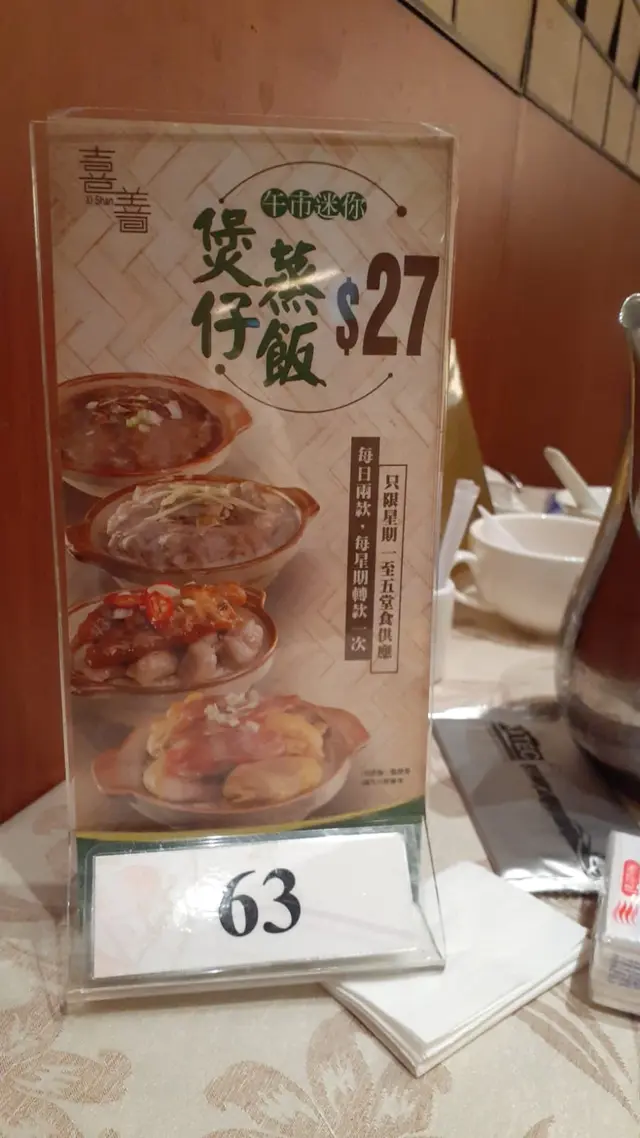 喜善
Xi Shan
午市迷你
煲仔
蒸飯
$27
只限星期一至五堂食供應
每日兩款，每星期轉款一次
63